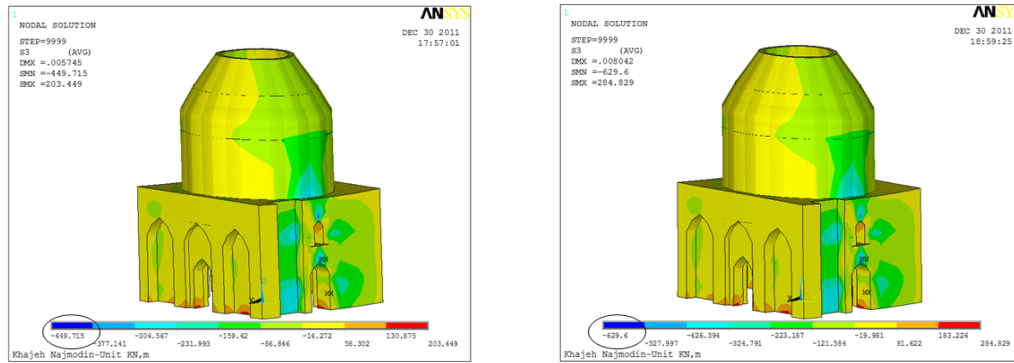 1
NODAL SOLUTION
STEP=9999
S3 (AVG)
DMX =.005745
SMN =-449.715
SMX =203.449
ANSYS
DEC 30 2011
17:57:01
MN
MX
-449.715 -377.141 -304.567 -231.993 -159.42 -86.846 -14.272 58.302 130.875 203.449
Khajeh Najmodin-Unit KN,m
1
NODAL SOLUTION
STEP=9999
S3 (AVG)
DMX =.008042
SMN =-629.6
SMX =284.829
ANSYS
DEC 30 2011
18:59:25
MN
MX
-629.6 -527.997 -426.394 -324.791 -223.187 -121.584 -19.981 81.622 183.226 284.829
Khajeh Najmodin-Unit KN,m